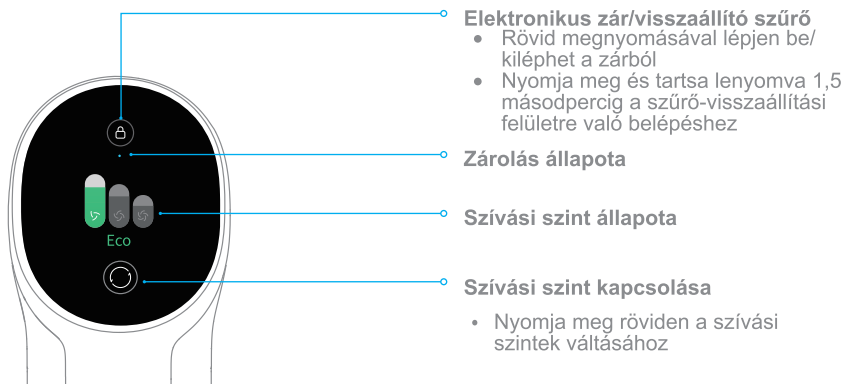 Elektronikus zár/visszaállító szűrő
• Rövid megnyomásával lépjen be/
kiléphet a zárból
• Nyomja meg és tartsa lenyomva 1,5
másodpercig a szűrő-visszaállítási
felületre való belépéshez
Zárolás állapota
Szívási szint állapota
Eco
Szívási szint kapcsolása
• Nyomja meg röviden a szívási
szintek váltásához